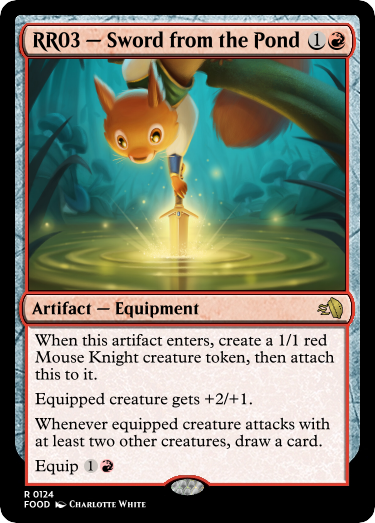 RR03 — Sword from the Pond 1
Artifact — Equipment
When this artifact enters, create a 1/1 red
Mouse Knight creature token, then attach
this to it.
Equipped creature gets +2/+1.
Whenever equipped creature attacks with
at least two other creatures, draw a card.
Equip 1
R 0124
FOOD Charlotte White